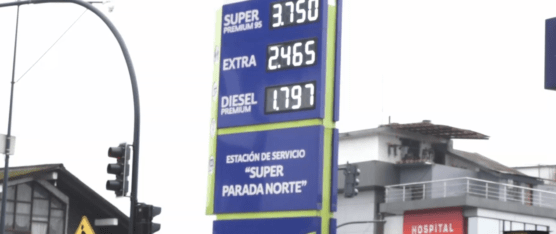 SUPER 3.750
PREMIUM 95
EXTRA 2.465
DIESEL 1.797
PREMIUM
ESTACIÓN DE SERVICIO
"SUPER
PARADA NORTE"
HOSPITAL